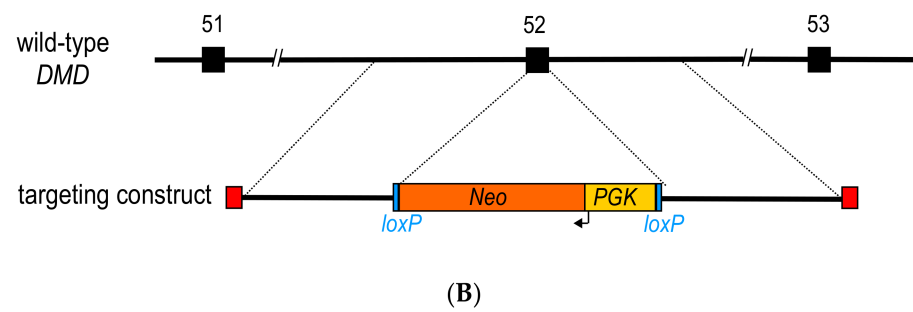 51 52 53
wild-type
DMD
targeting construct
Neo PGK
loxP loxP
(B)